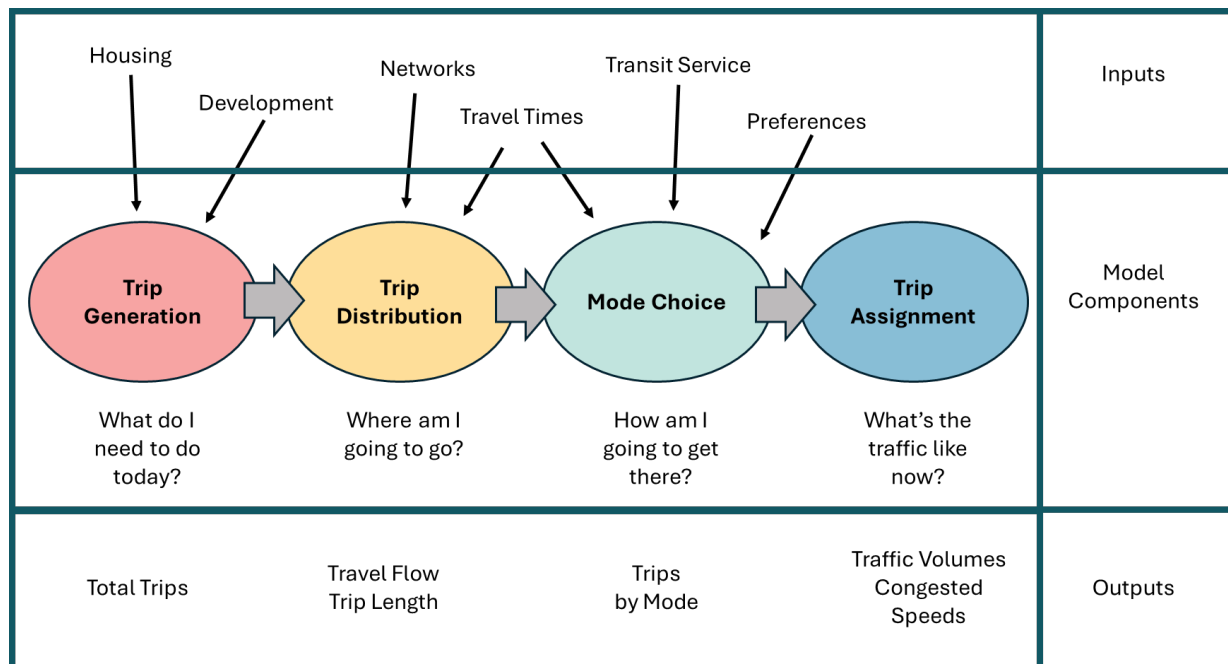 Housing
Development
Networks
Travel Times
Transit Service
Preferences
Inputs
Trip
Generation
Trip
Distribution
Mode Choice
Trip
Assignment
Model
Components
What do I
need to do
today?
Where am I
going to go?
How am I
going to get
there?
What’s the
traffic like
now?
Total Trips
Travel Flow
Trip Length
Trips
by Mode
Traffic Volumes
Congested
Speeds
Outputs